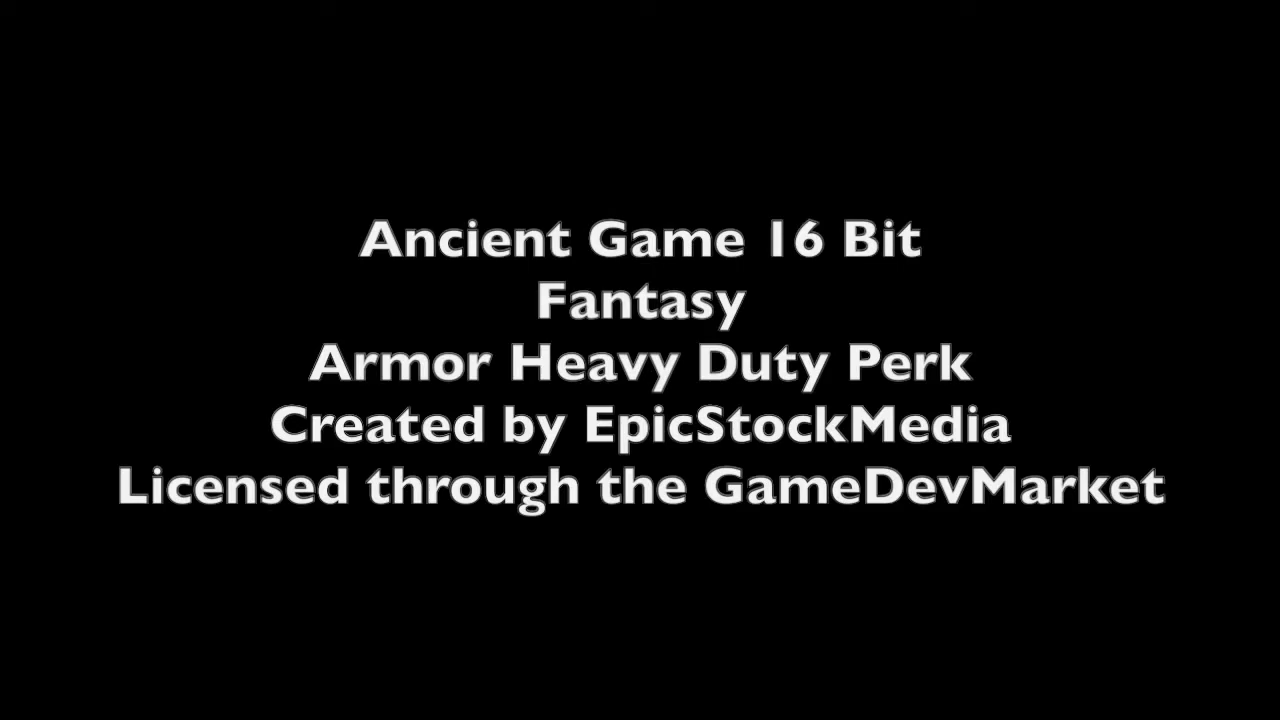 Ancient Game 16 Bit
Fantasy
Armor Heavy Duty Perk
Created by EpicStockMedia
Licensed through the GameDevMarket